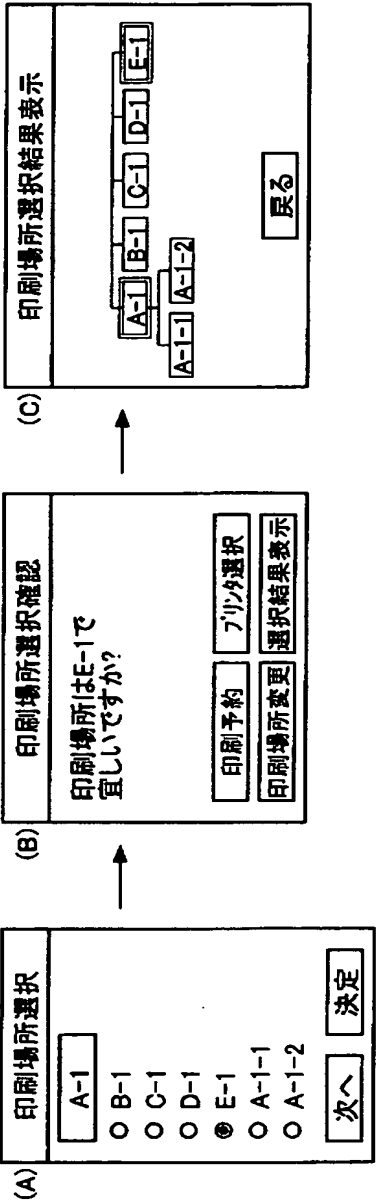 (A)
印刷場所選択
A-1
B-1
C-1
D-1
E-1
A-1-1
A-1-2
次へ 決定
(B)
印刷場所選択確認
印刷場所はE-1で
宜しいですか?
印刷予約 プリンタ選択
印刷場所変更 選択結果表示
(C)
印刷場所選択結果表示
A-1 B-1 C-1 D-1 E-1
A-1-1 A-1-2
戻る